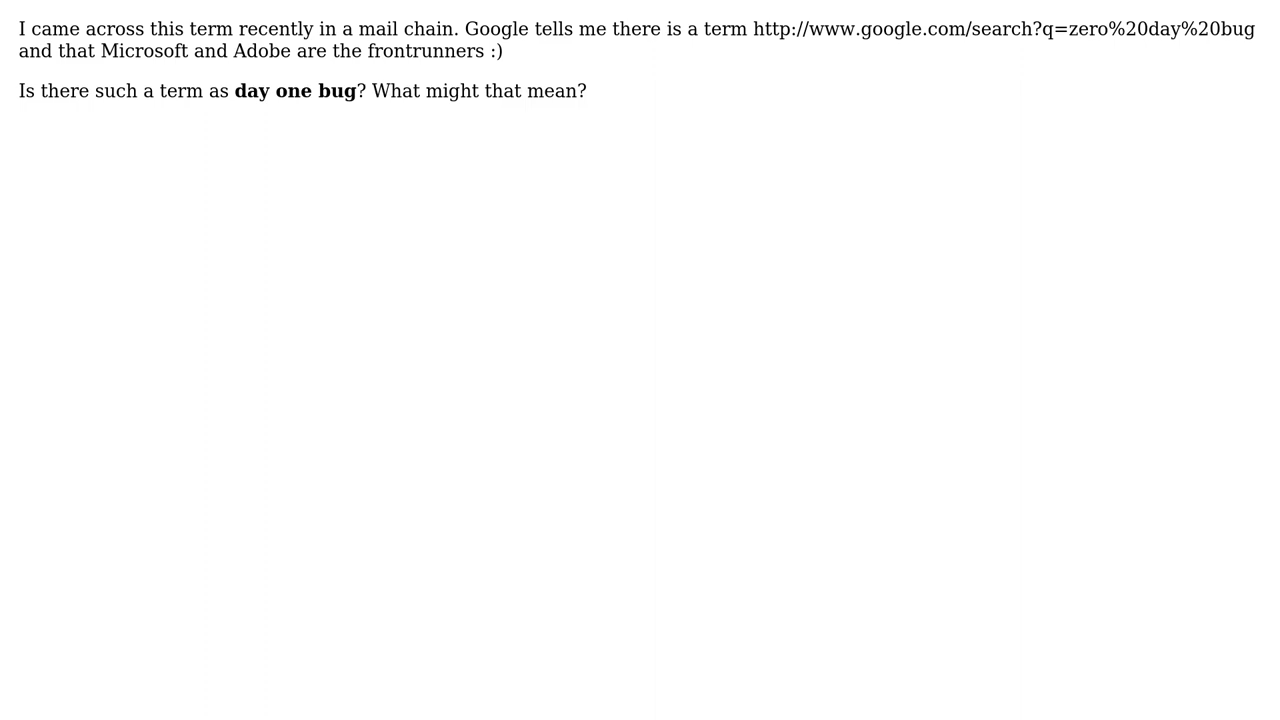 I came across this term recently in a mail chain. Google tells me there is a term http://www.google.com/search?q=zero%20day%20bug
and that Microsoft and Adobe are the frontrunners :)
Is there such a term as day one bug? What might that mean?